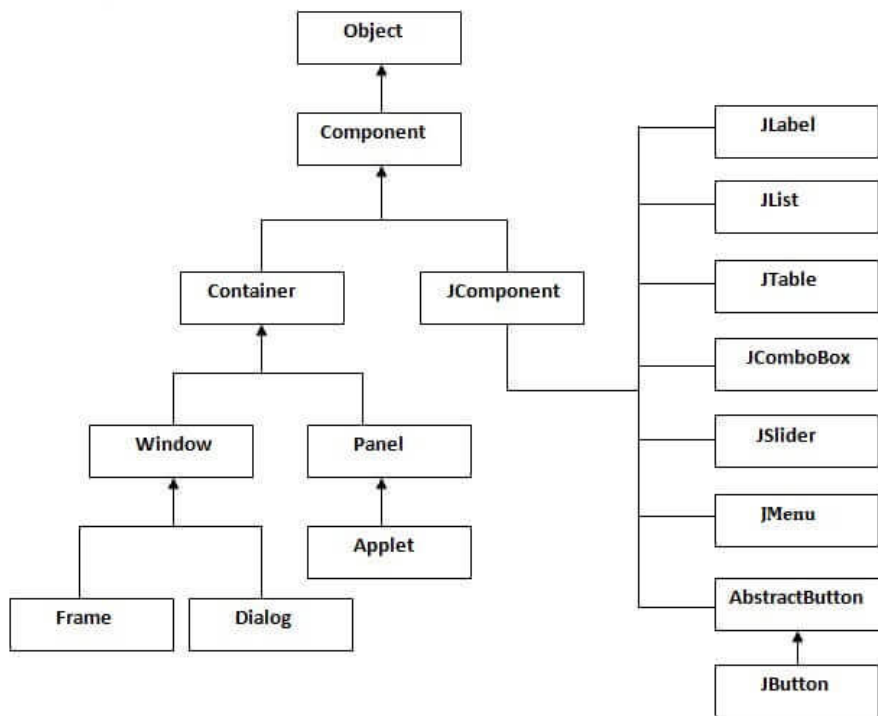 Object
Component
Container
JComponent
Window
Panel
Applet
Frame
Dialog
JLabel
JList
JTable
JComboBox
JSlider
JMenu
AbstractButton
JButton